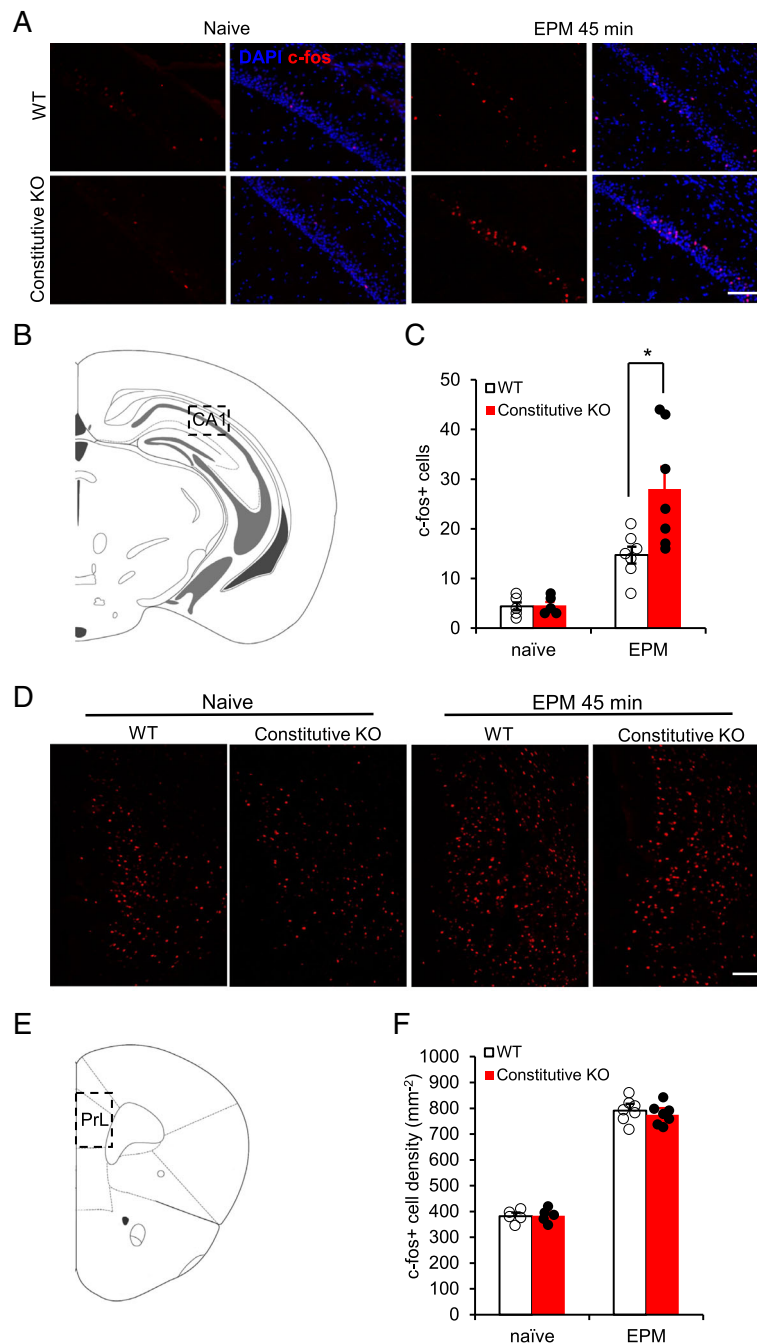 A
Naive
EPM 45 min
DAPI c-fos
WT
Constitutive KO
B
CA1
C
c-fos+ cells
50
40
30
20
10
0
WT
Constitutive KO
*
naïve
EPM
D
Naive
EPM 45 min
WT
Constitutive KO
WT
Constitutive KO
E
PrL
F
c-fos+ cell density (mm-2)
1000
900
800
700
600
500
400
300
200
100
0
WT
Constitutive KO
naïve
EPM